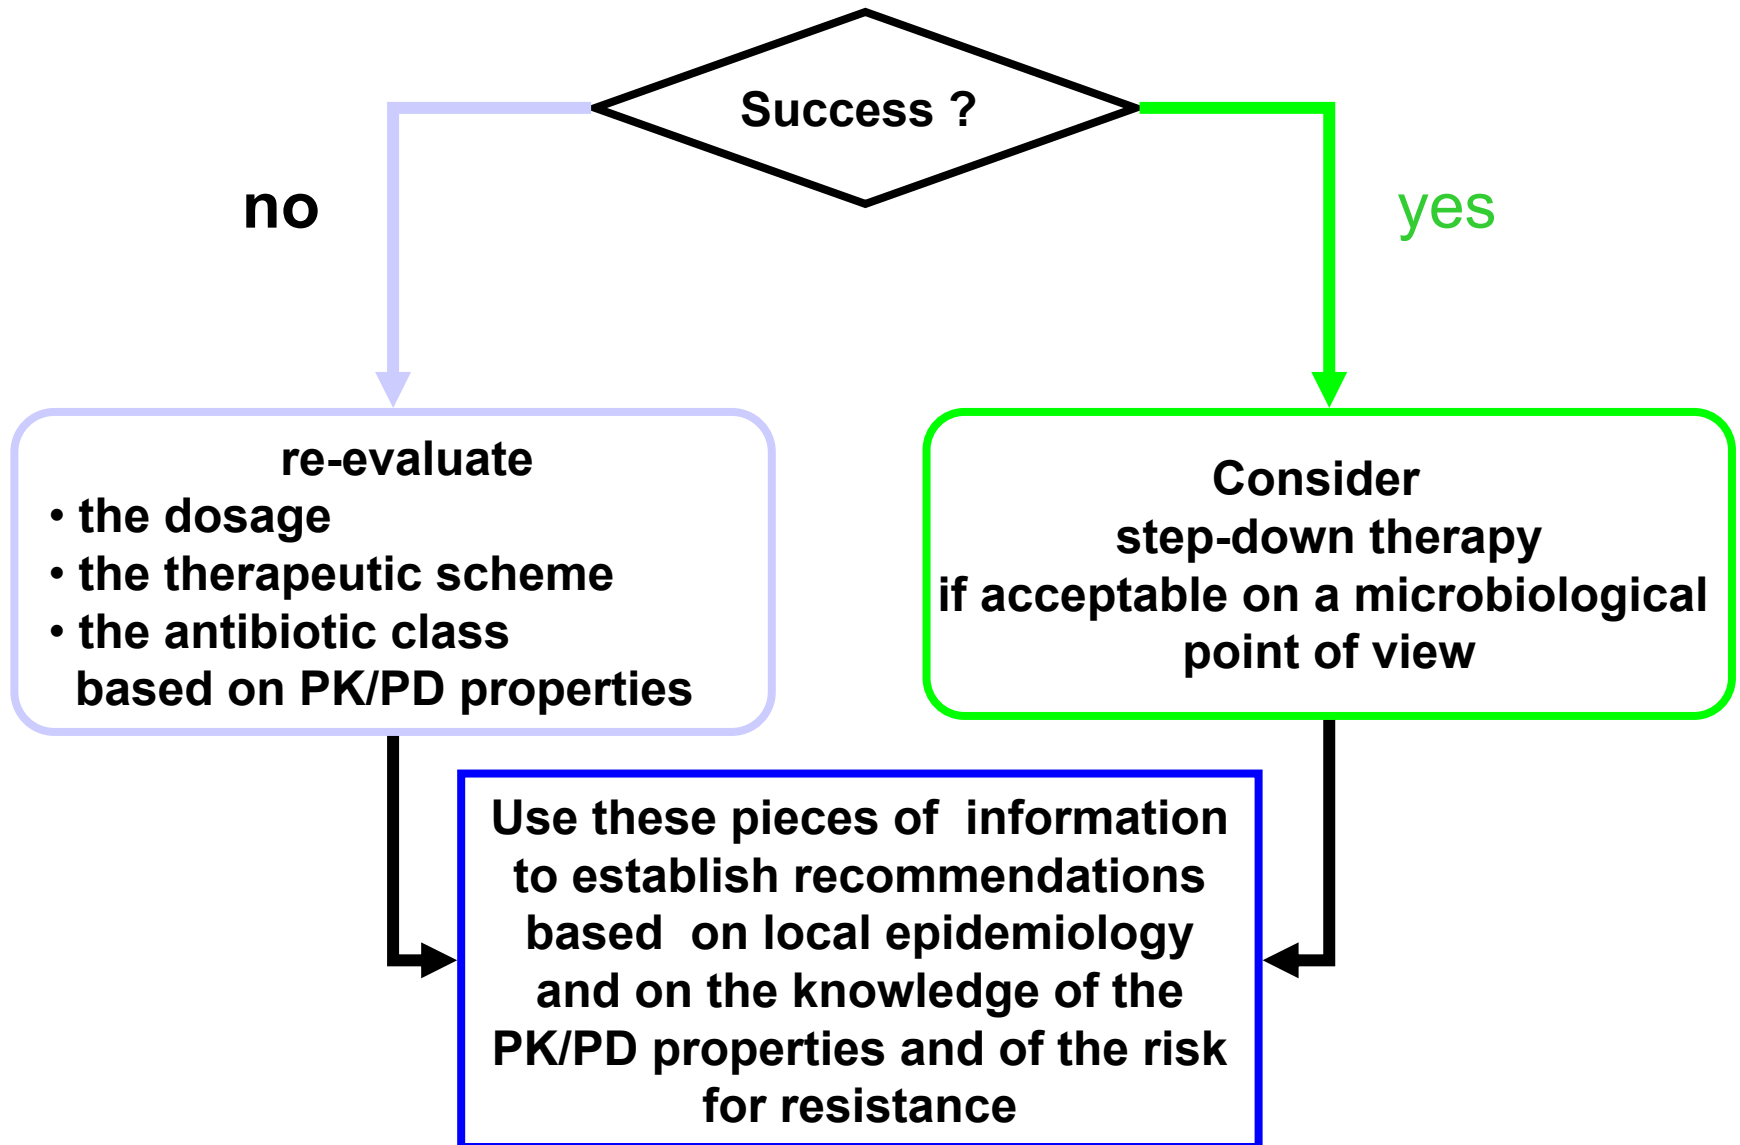 Success ?
no
yes
re-evaluate
• the dosage
• the therapeutic scheme
• the antibiotic class
based on PK/PD properties
Consider
step-down therapy
if acceptable on a microbiological
point of view
Use these pieces of  information
to establish recommendations
based  on local epidemiology
and on the knowledge of the
PK/PD properties and of the risk
for resistance